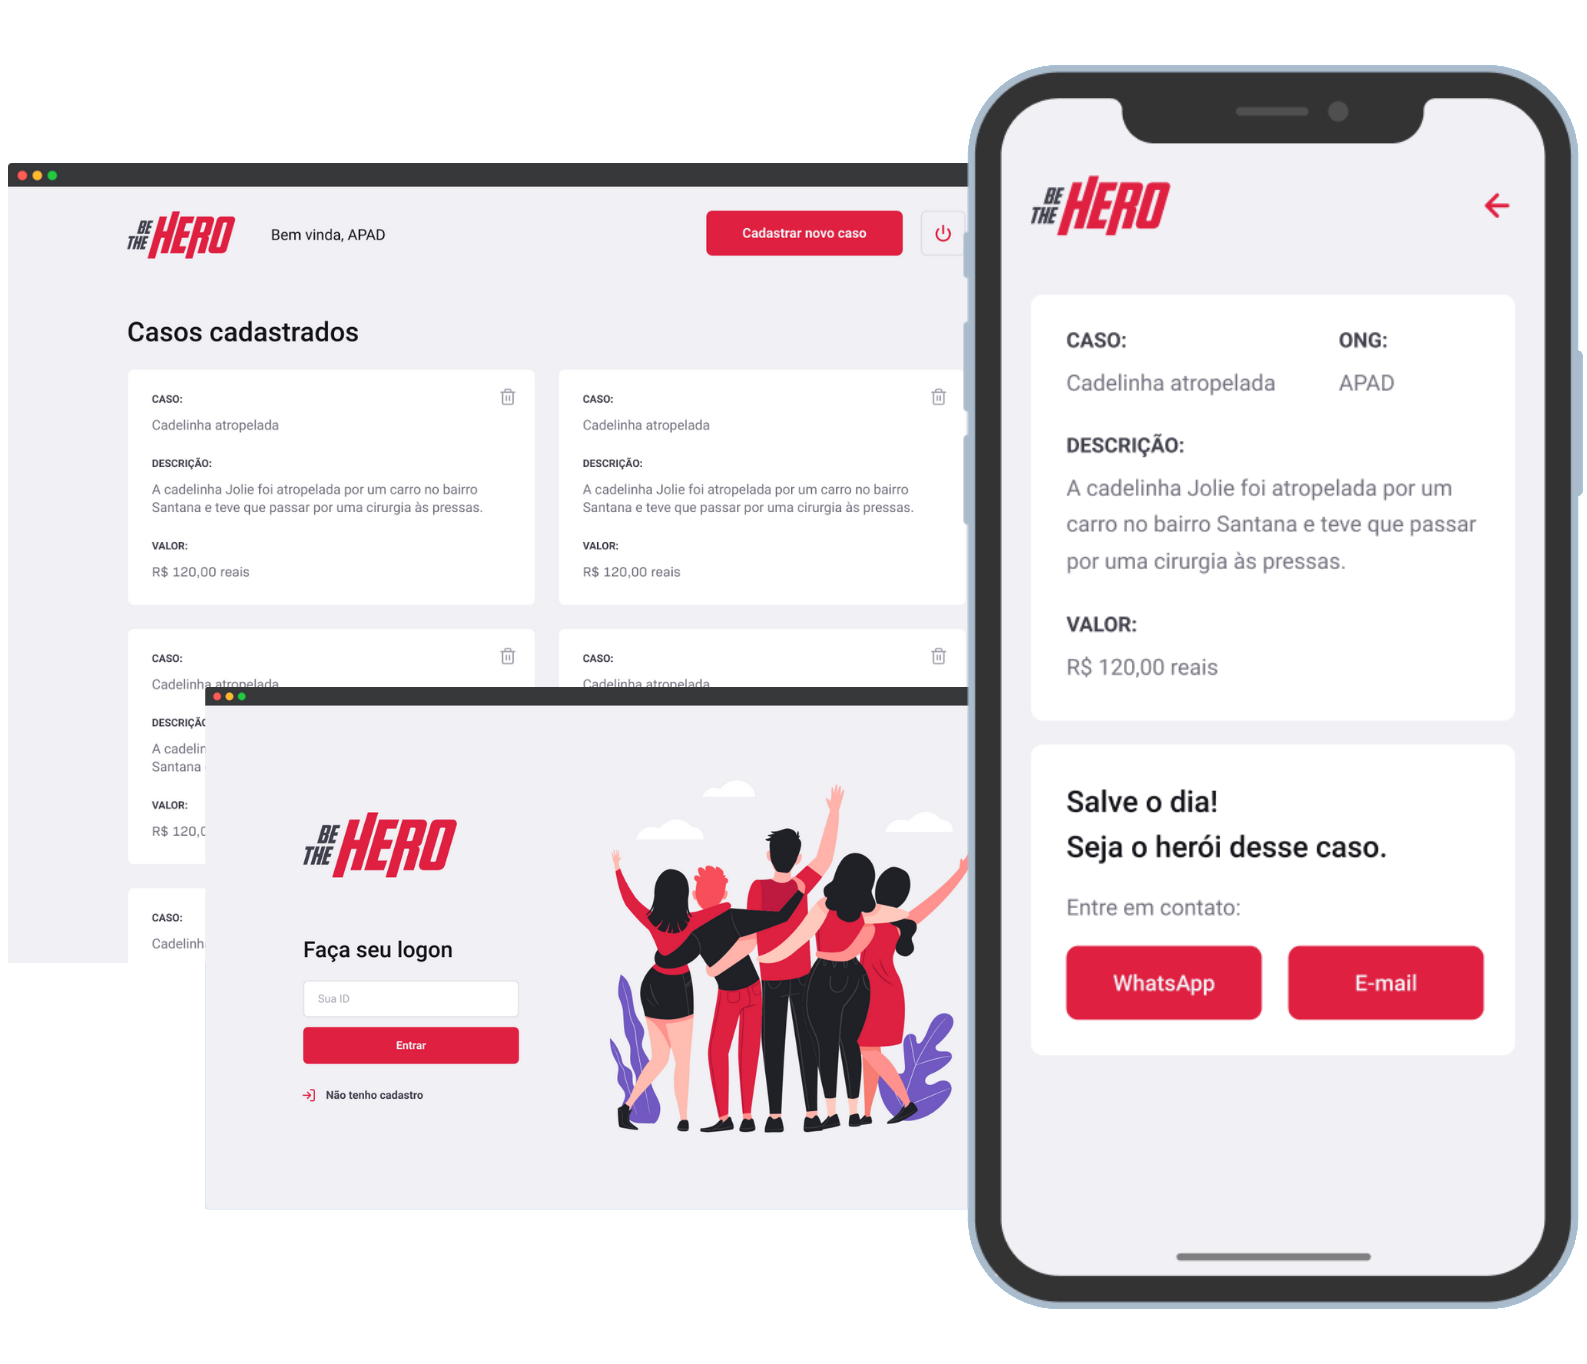 BE THE HERO
Bem vinda, APAD
Cadastrar novo caso
Casos cadastrados
CASO:
Cadelinha atropelada
DESCRIÇÃO:
A cadelinha Jolie foi atropelada por um carro no bairro
Santana e teve que passar por uma cirurgia às pressas.
VALOR:
R$ 120,00 reais
CASO:
Cadelinha atropelada
DESCRIÇÃO:
A cadelinha Jolie foi atropelada por um carro no bairro
Santana e teve que passar por uma cirurgia às pressas.
VALOR:
R$ 120,00 reais
CASO:
Cadelinha atropelada
DESCRIÇÃ
A cadelin
Santana
VALOR:
R$ 120,0
CASO:
Cadelinha atropelada
CASO:
Cadelinh
BE THE HERO
Faça seu logon
Sua ID
Entrar
Não tenho cadastro
BE THE HERO
CASO:
Cadelinha atropelada
ONG:
APAD
DESCRIÇÃO:
A cadelinha Jolie foi atropelada por um
carro no bairro Santana e teve que passar
por uma cirurgia às pressas.
VALOR:
R$ 120,00 reais
Salve o dia!
Seja o herói desse caso.
Entre em contato:
WhatsApp
E-mail